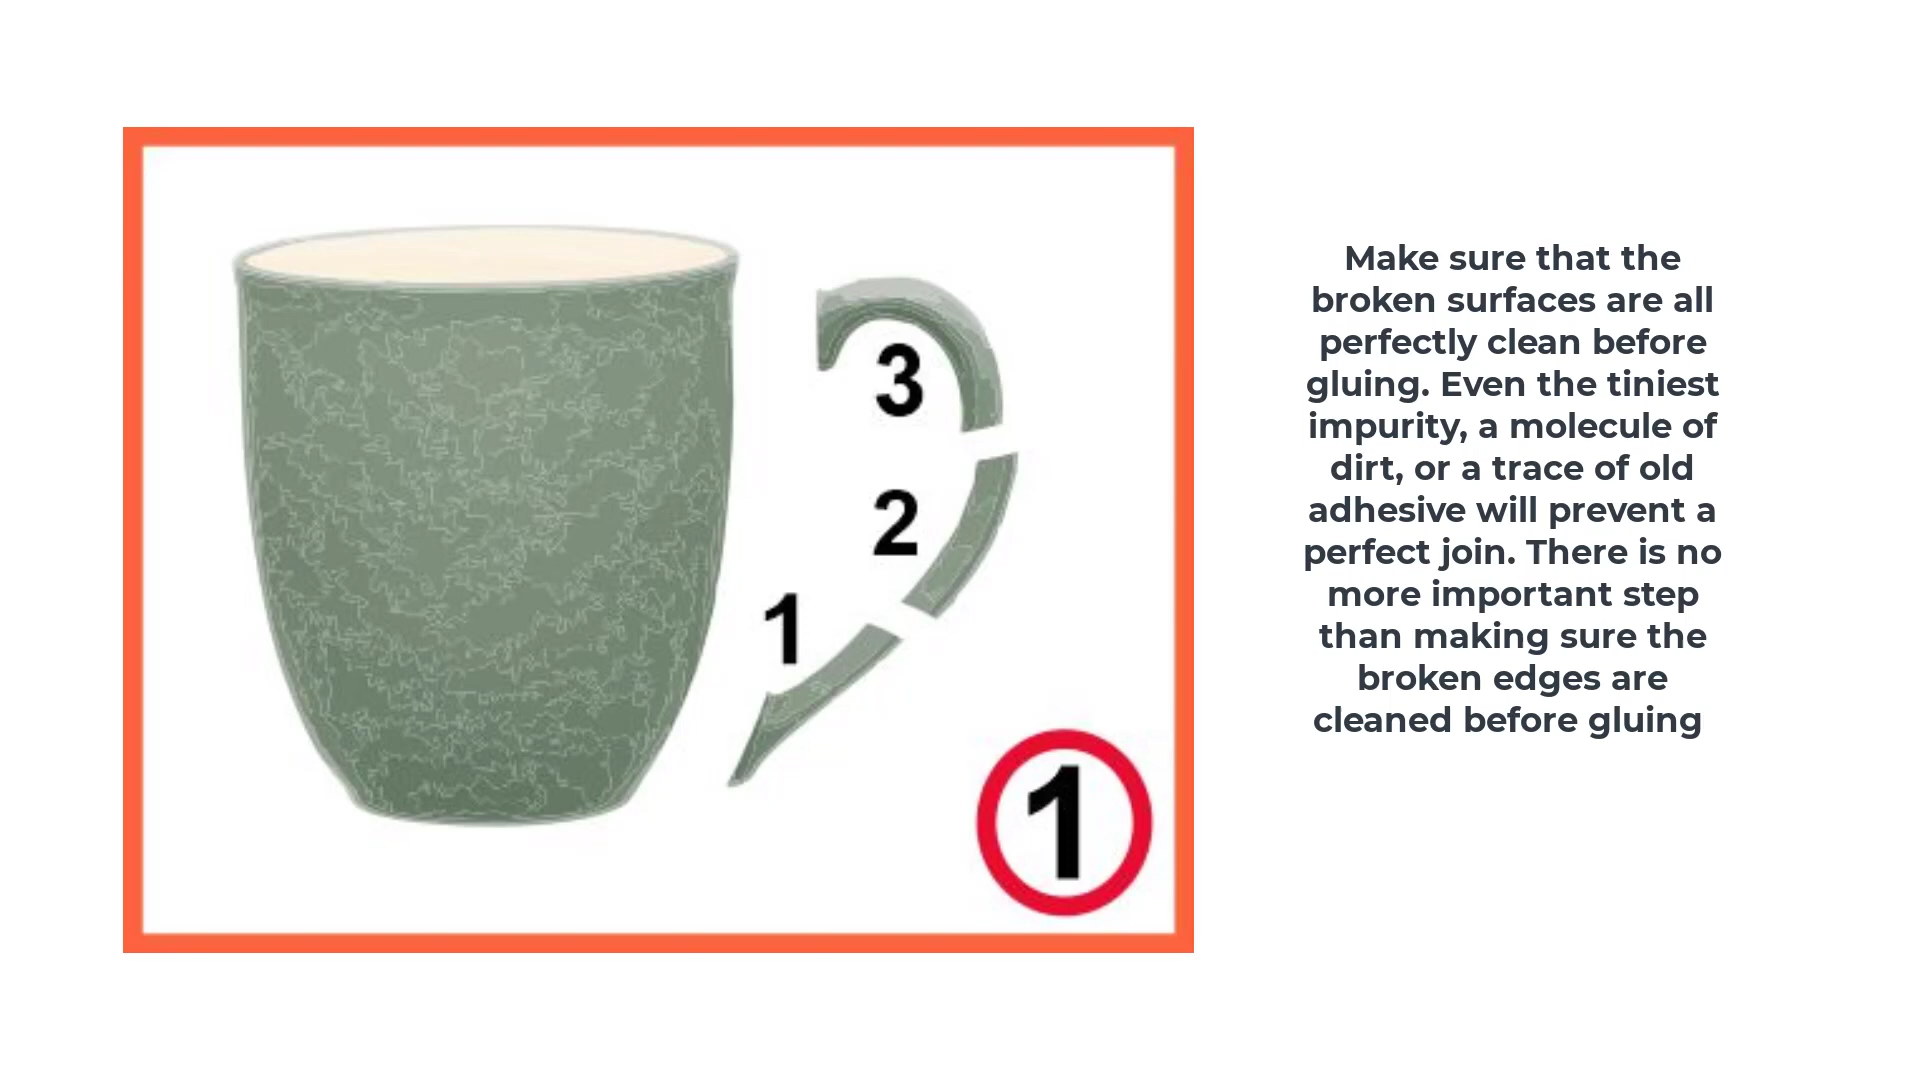 3
2
1
1
Make sure that the
broken surfaces are all
perfectly clean before
gluing. Even the tiniest
impurity, a molecule of
dirt, or a trace of old
adhesive will prevent a
perfect join. There is no
more important step
than making sure the
broken edges are
cleaned before gluing